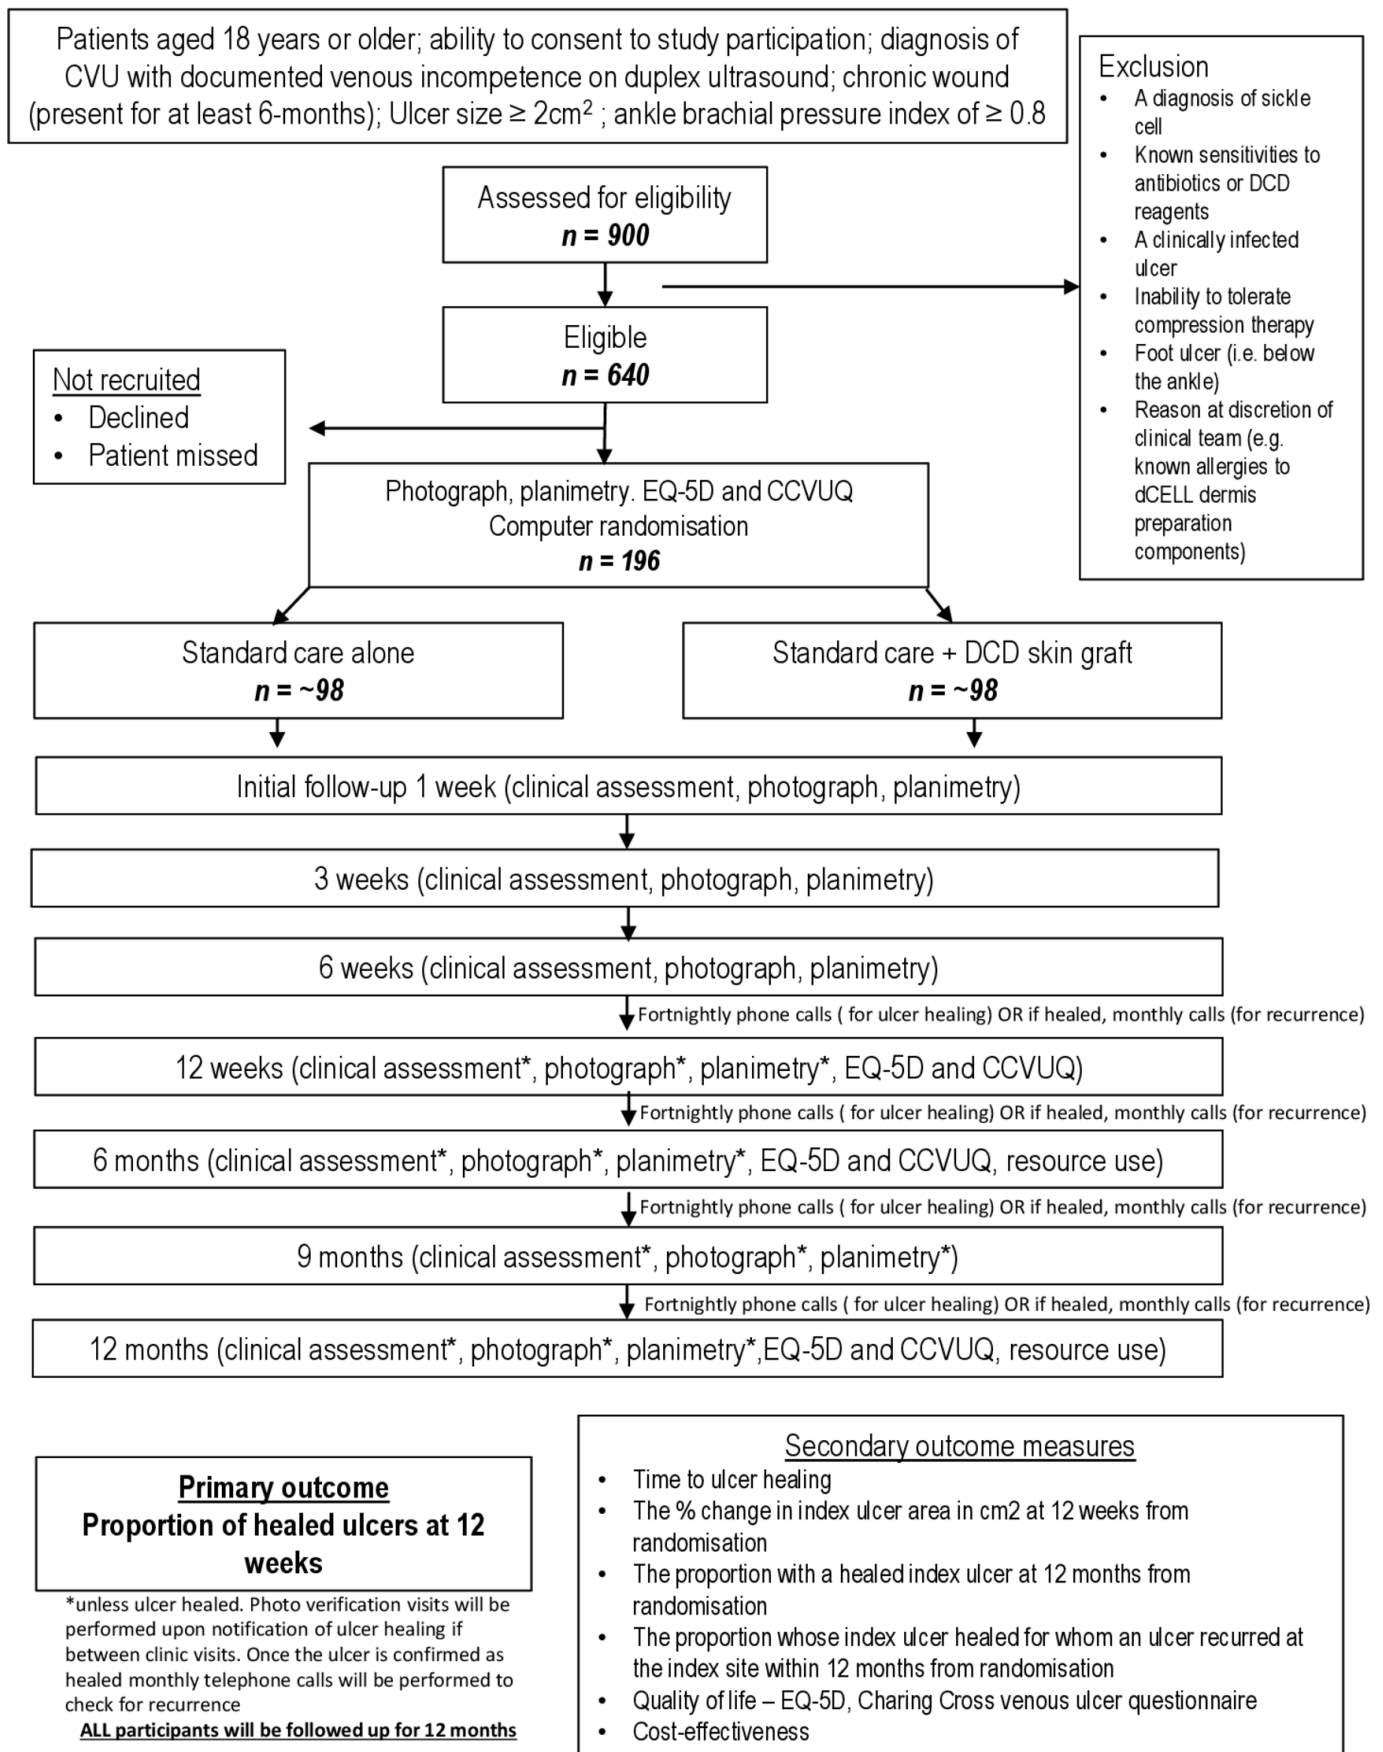 Patients aged 18 years or older; ability to consent to study participation; diagnosis of
CVU with documented venous incompetence on duplex ultrasound; chronic wound
(present for at least 6-months); Ulcer size ≥ 2cm² ; ankle brachial pressure index of ≥ 0.8
Exclusion
• A diagnosis of sickle
cell
• Known sensitivities to
antibiotics or DCD
reagents
• A clinically infected
ulcer
• Inability to tolerate
compression therapy
• Foot ulcer (i.e. below
the ankle)
• Reason at discretion of
clinical team (e.g.
known allergies to
dCELL dermis
preparation
components)
Assessed for eligibility
n = 900
Eligible
n = 640
Not recruited
• Declined
• Patient missed
Photograph, planimetry. EQ-5D and CCVUQ
Computer randomisation
n = 196
Standard care alone
n = ~98
Standard care + DCD skin graft
n = ~98
Initial follow-up 1 week (clinical assessment, photograph, planimetry)
3 weeks (clinical assessment, photograph, planimetry)
6 weeks (clinical assessment, photograph, planimetry)
Fortnightly phone calls ( for ulcer healing) OR if healed, monthly calls (for recurrence)
12 weeks (clinical assessment*, photograph*, planimetry*, EQ-5D and CCVUQ)
Fortnightly phone calls ( for ulcer healing) OR if healed, monthly calls (for recurrence)
6 months (clinical assessment*, photograph*, planimetry*, EQ-5D and CCVUQ, resource use)
Fortnightly phone calls ( for ulcer healing) OR if healed, monthly calls (for recurrence)
9 months (clinical assessment*, photograph*, planimetry*)
Fortnightly phone calls ( for ulcer healing) OR if healed, monthly calls (for recurrence)
12 months (clinical assessment*, photograph*, planimetry*,EQ-5D and CCVUQ, resource use)
Primary outcome
Proportion of healed ulcers at 12
weeks
*unless ulcer healed. Photo verification visits will be
performed upon notification of ulcer healing if
between clinic visits. Once the ulcer is confirmed as
healed monthly telephone calls will be performed to
check for recurrence
ALL participants will be followed up for 12 months
Secondary outcome measures
• Time to ulcer healing
• The % change in index ulcer area in cm2 at 12 weeks from
randomisation
• The proportion with a healed index ulcer at 12 months from
randomisation
• The proportion whose index ulcer healed for whom an ulcer recurred at
the index site within 12 months from randomisation
• Quality of life – EQ-5D, Charing Cross venous ulcer questionnaire
• Cost-effectiveness